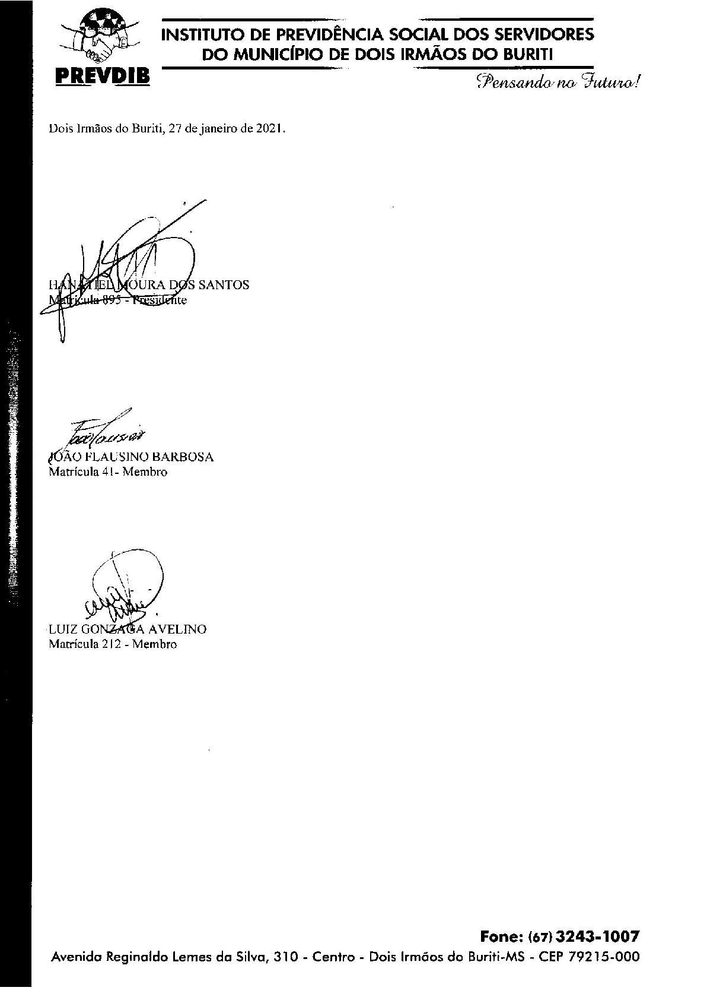 INSTITUTO DE PREVIDÊNCIA SOCIAL DOS SERVIDORES
DO MUNICÍPIO DE DOIS IRMÃOS DO BURITI
PREVDIB
Pensando no Futuro!
Dois Irmãos do Buriti, 27 de janeiro de 2021.
HANATIEL MOURA DOS SANTOS
Matrícula 895 - Presidente
JOÃO FLAUSINO BARBOSA
Matrícula 41- Membro
LUIZ GONZAGA AVELINO
Matrícula 212 - Membro
Fone: (67) 3243-1007
Avenida Reginaldo Lemes da Silva, 310 - Centro - Dois Irmãos do Buriti-MS - CEP 79215-000